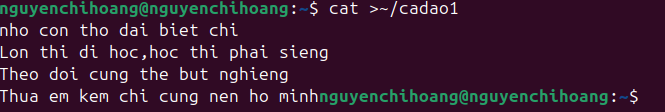 nguyenchihoang@nguyenchihoang:~$ cat >~/cadao1
nho con tho dai biet chi
Lon thi di hoc,hoc thi phai sieng
Theo doi cung the but nghieng
Thua em kem chi cung nen ho minhnguyenchihoang@nguyenchihoang:~$